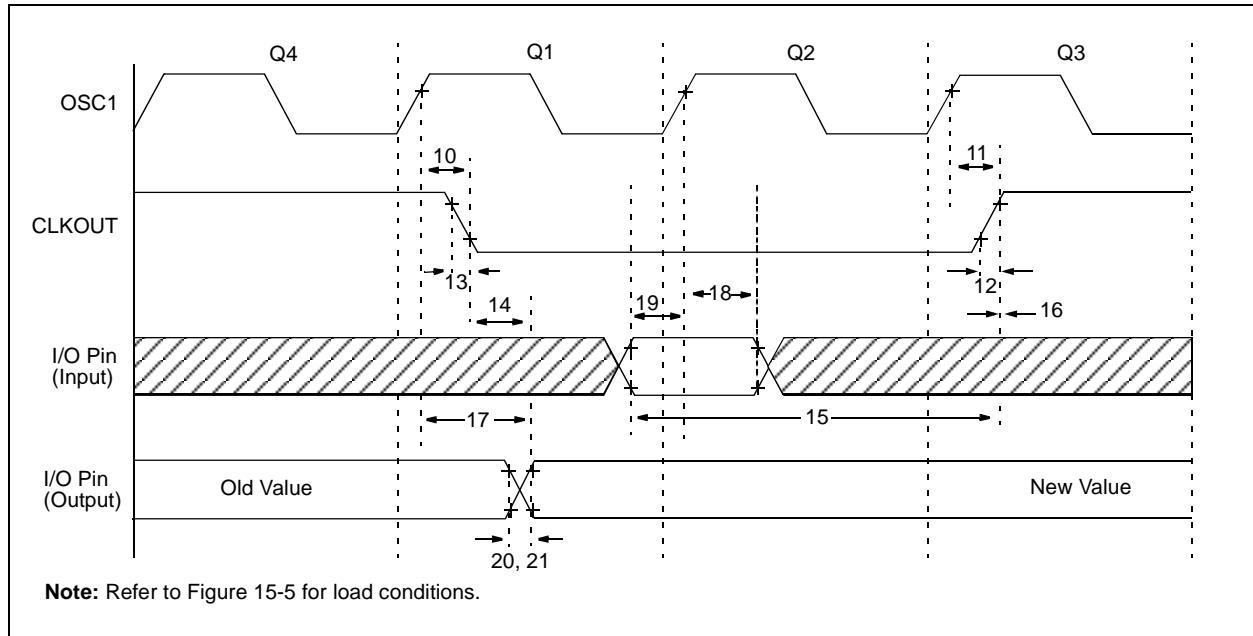 Q4 Q1 Q2 Q3
OSC1
10 11
CLKOUT
13 12
14 19 18 16
I/O Pin
(Input)
17 15
I/O Pin
(Output)
Old Value New Value
20, 21
Note: Refer to Figure 15-5 for load conditions.